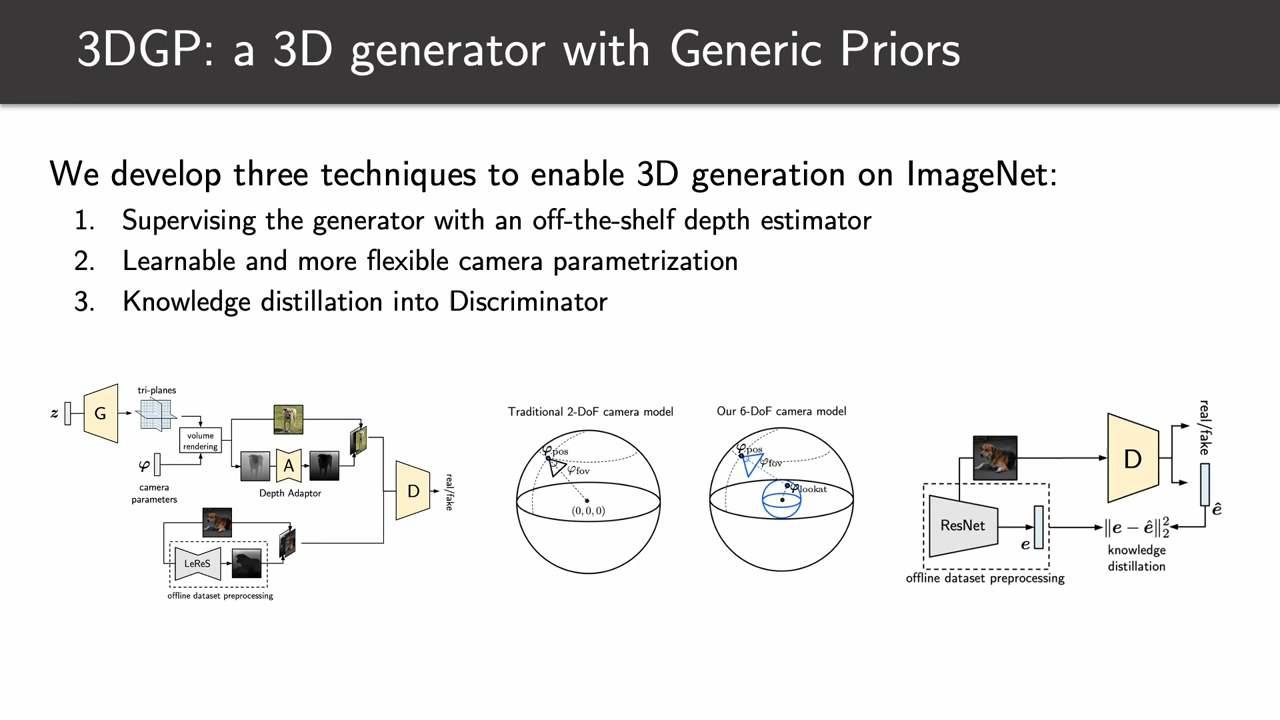 3DGP: a 3D generator with Generic Priors
We develop three techniques to enable 3D generation on ImageNet:
1. Supervising the generator with an off-the-shelf depth estimator
2. Learnable and more flexible camera parametrization
3. Knowledge distillation into Discriminator
z
G
tri-planes
volume
rendering
φ
camera
parameters
A
Depth Adaptor
D
real/fake
LeReS
offline dataset preprocessing
Traditional 2-DoF camera model
φpos
φfov
(0, 0, 0)
Our 6-DoF camera model
φpos
φfov
φlookat
ResNet
e
offline dataset preprocessing
D
real/fake
ê
‖e − ê‖₂²
knowledge
distillation